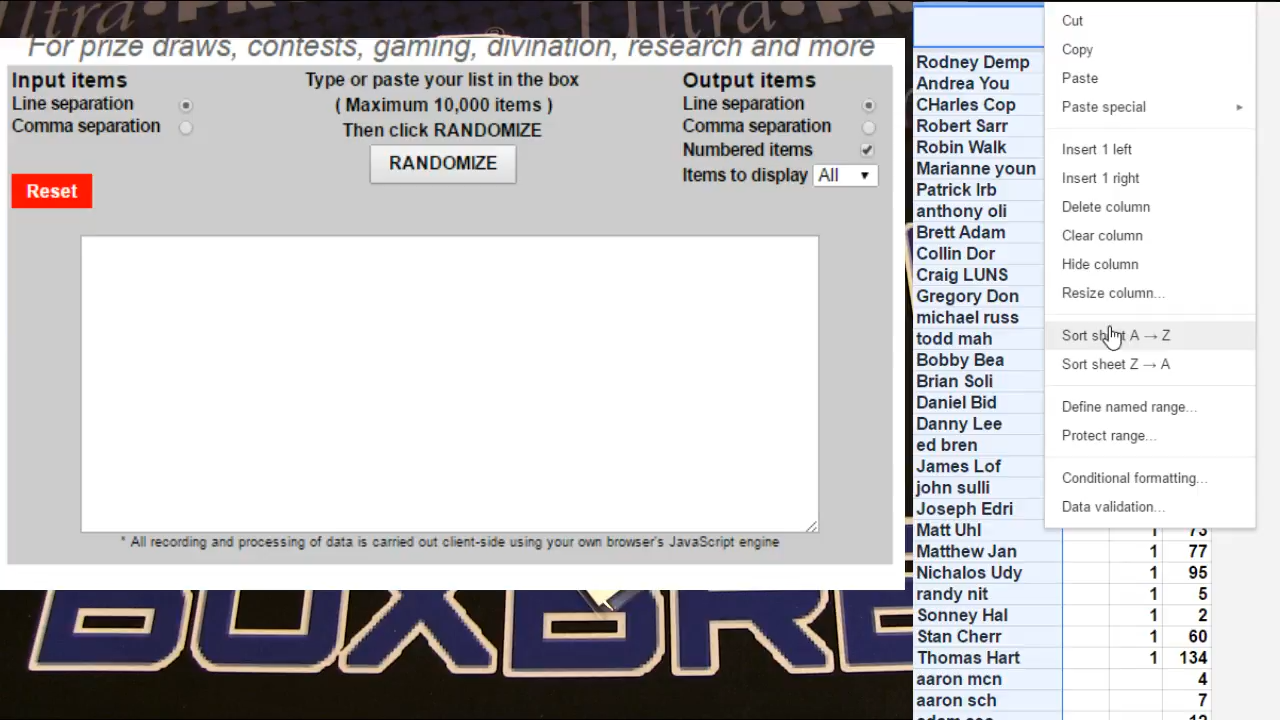 For prize draws, contests, gaming, divination, research and more
Input items
Line separation
Comma separation
Reset
Type or paste your list in the box
( Maximum 10,000 items )
Then click RANDOMIZE
RANDOMIZE
Output items
Line separation
Comma separation
Numbered items
Items to display All
* All recording and processing of data is carried out client-side using your own browser's JavaScript engine
BOXBRE
Rodney Demp
Andrea You
CHarles Cop
Robert Sarr
Robin Walk
Marianne youn
Patrick Irb
anthony oli
Brett Adam
Collin Dor
Craig LUNS
Gregory Don
michael russ
todd mah
Bobby Bea
Brian Soli
Daniel Bid
Danny Lee
ed bren
James Lof
john sulli
Joseph Edri
Matt Uhl 1 73
Matthew Jan 1 77
Nichalos Udy 1 95
randy nit 1 5
Sonney Hal 1 2
Stan Cherr 1 60
Thomas Hart 1 134
aaron mcn 4
aaron sch 7
Cut
Copy
Paste
Paste special
Insert 1 left
Insert 1 right
Delete column
Clear column
Hide column
Resize column...
Sort sheet A → Z
Sort sheet Z → A
Define named range...
Protect range...
Conditional formatting...
Data validation...